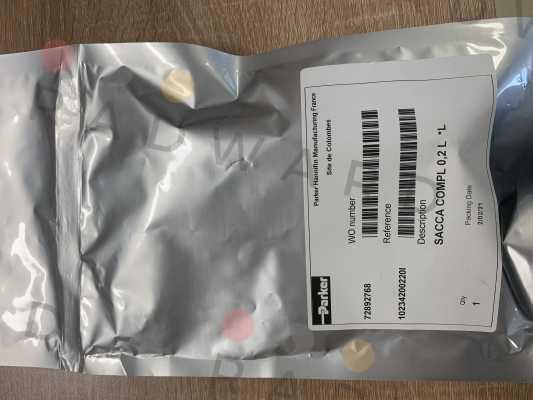 Parker
Parker Hannifin Manufacturing France
Site de Colombes
WO number
72892768
Reference
10234200220I
Description
SACCA COMPL 0,2 L *L
Qty
1
Packing Date
2/02/21